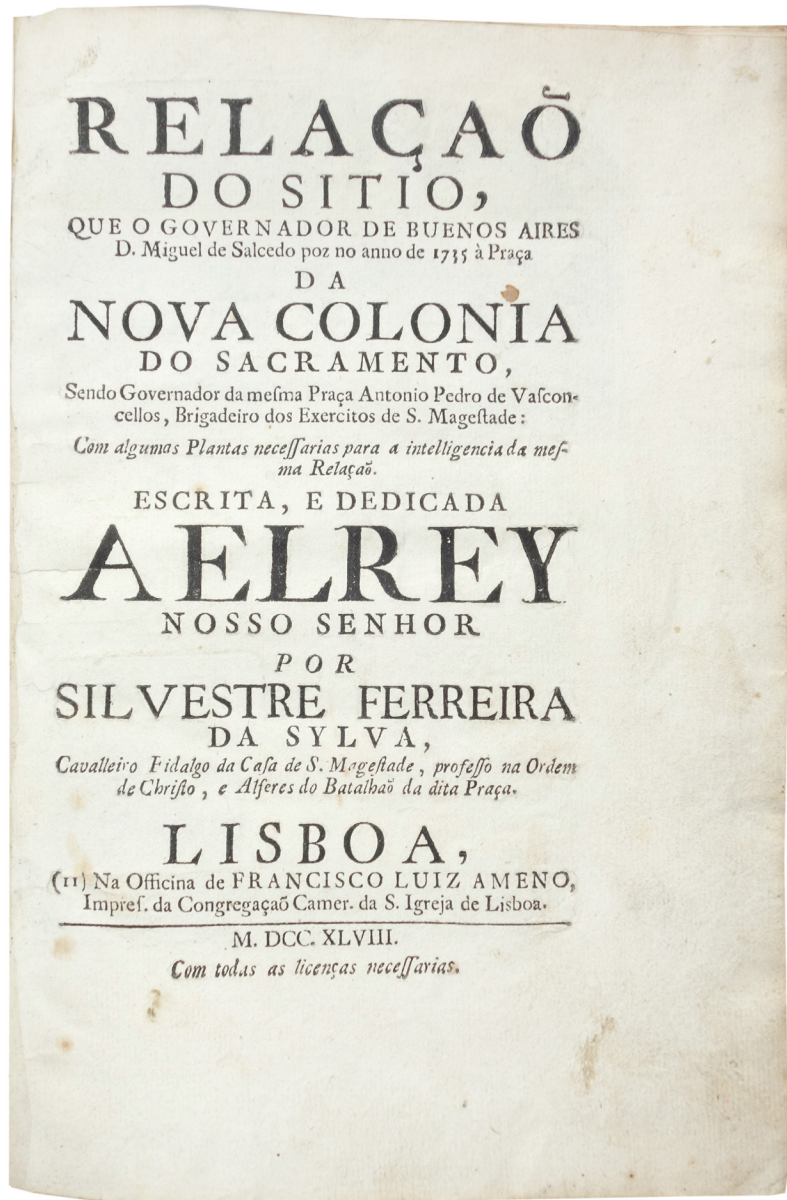 RELAÇAÕ
DO SITIO,
QUE O GOVERNADOR DE BUENOS AIRES
D. Miguel de Salcedo poz no anno de 1735 à Praça
DA
NOVA COLONIA
DO SACRAMENTO,
Sendo Governador da meſma Praça Antonio Pedro de Vaſcon-
cellos, Brigadeiro dos Exercitos de S. Mageſtade:
Com algumas Plantas neceſſarias para a intelligencia da meſ-
ma Relaçaõ.
ESCRITA, E DEDICADA
AELREY
NOSSO SENHOR
POR
SILVESTRE FERREIRA
DA SYLVA,
Cavalleiro Fidalgo da Caſa de S. Mageſtade, profeſſo na Ordem
de Chriſto, e Alferes do Batalhaõ da dita Praça.
LISBOA,
(11) Na Officina de FRANCISCO LUIZ AMENO,
Impreſ. da Congregaçaõ Camer. da S. Igreja de Lisboa.
M. DCC. XLVIII.
Com todas as licenças neceſſarias.